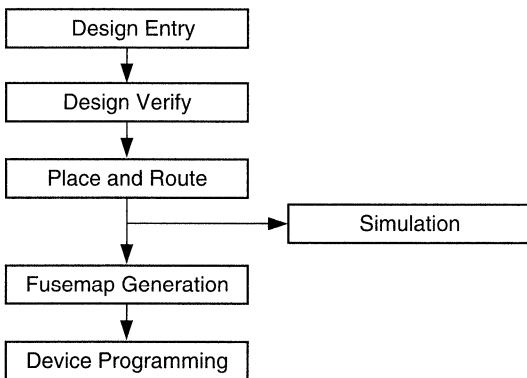 Design Entry
Design Verify
Place and Route
Simulation
Fusemap Generation
Device Programming